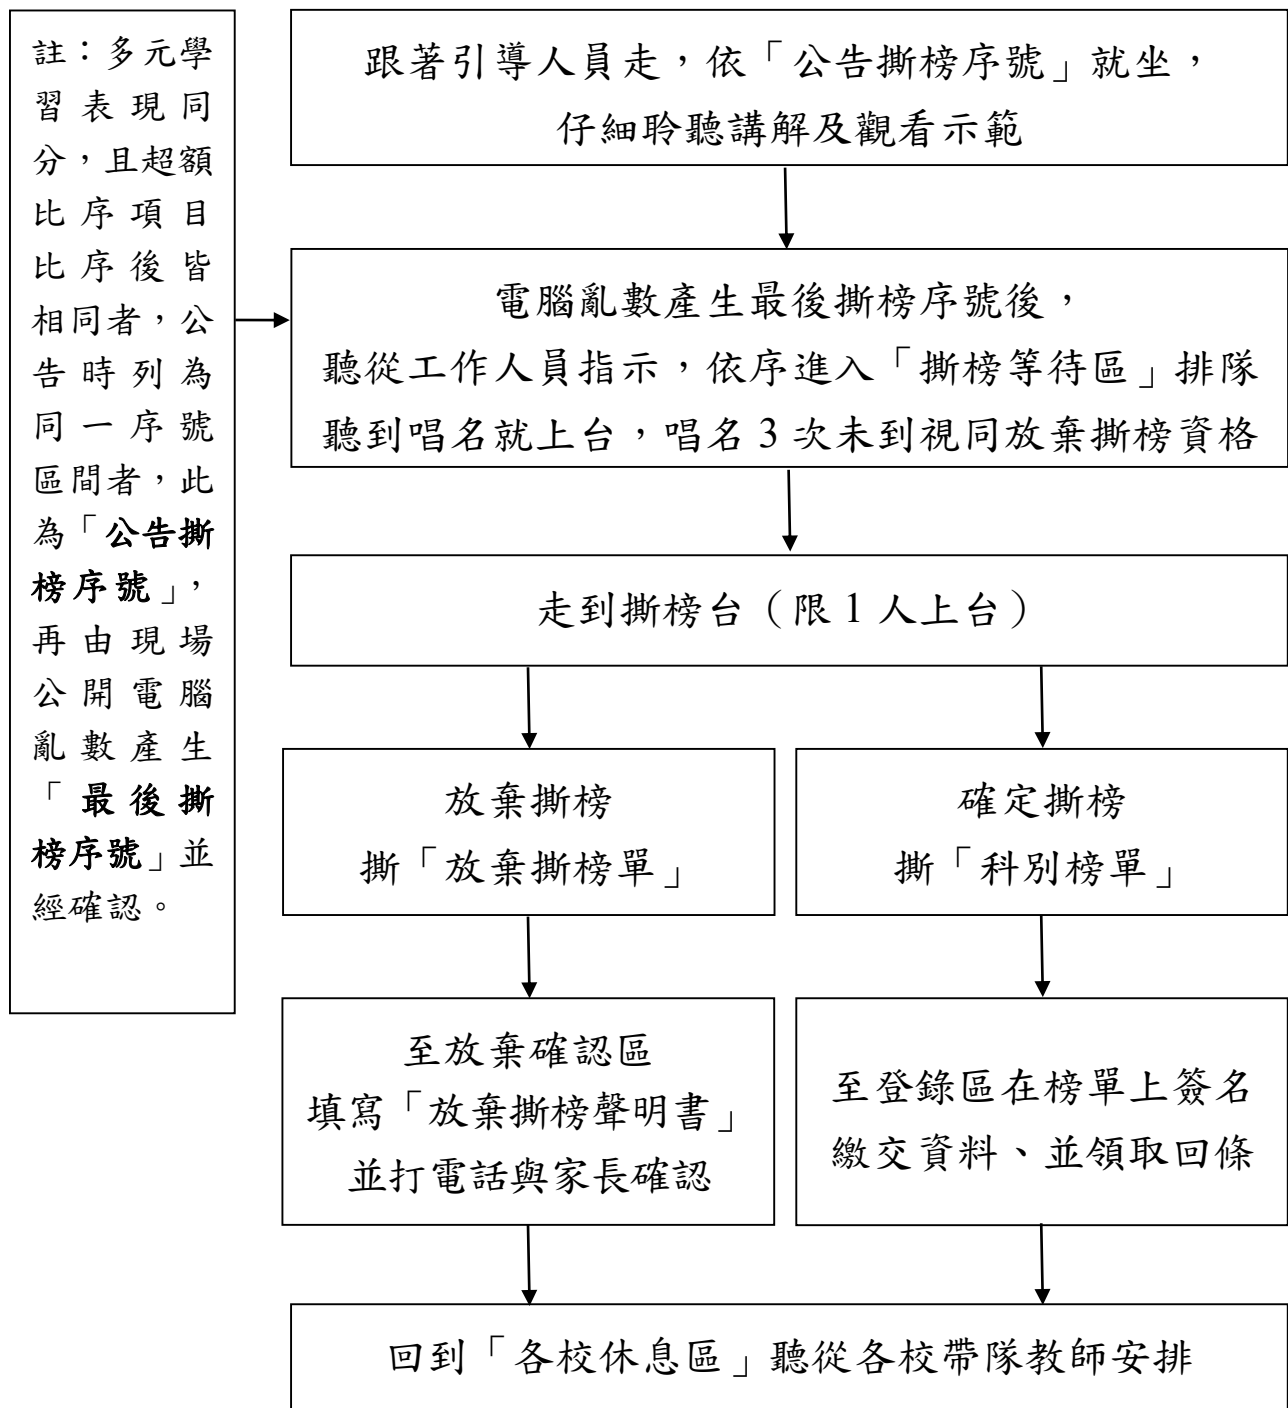 註：多元學
習表現同
分，且超額
比序項目
比序後皆
相同者，公
告時列為
同一序號
區間者，此
為「公告撕
榜序號」，
再由現場
公開電腦
亂數產生
「最後撕
榜序號」並
經確認。
跟著引導人員走，依「公告撕榜序號」就坐，
仔細聆聽講解及觀看示範
電腦亂數產生最後撕榜序號後，
聽從工作人員指示，依序進入「撕榜等待區」排隊
聽到唱名就上台，唱名 3 次未到視同放棄撕榜資格
走到撕榜台（限 1 人上台）
放棄撕榜
撕「放棄撕榜單」
確定撕榜
撕「科別榜單」
至放棄確認區
填寫「放棄撕榜聲明書」
並打電話與家長確認
至登錄區在榜單上簽名
繳交資料、並領取回條
回到「各校休息區」聽從各校帶隊教師安排